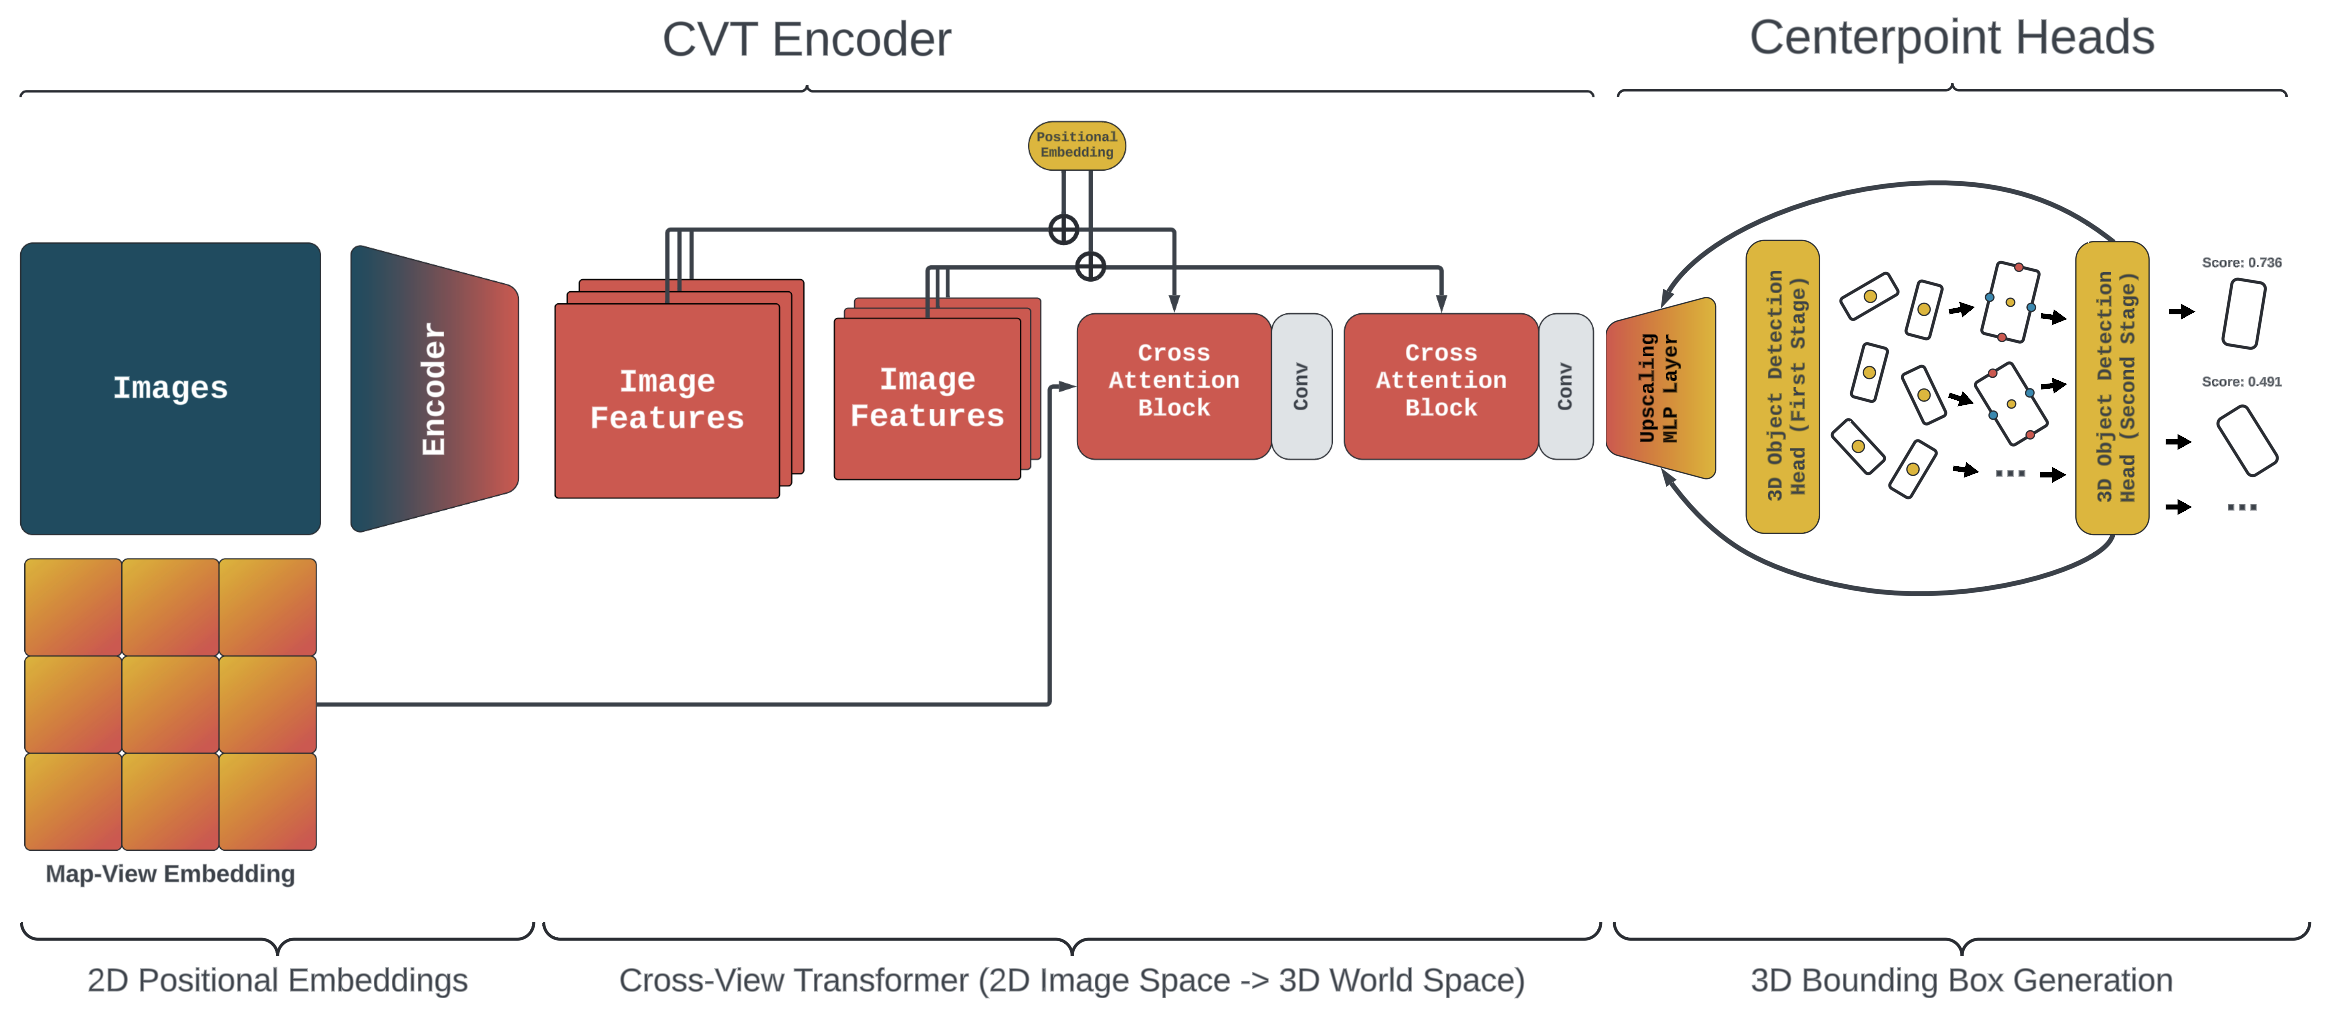 CVT Encoder
Centerpoint Heads
Positional
Embedding
Images
Encoder
Image
Features
Image
Features
Cross
Attention
Block
Conv
Cross
Attention
Block
Conv
Upscaling
MLP Layer
3D Object Detection
Head (First Stage)
3D Object Detection
Head (Second Stage)
Score: 0.736
Score: 0.491
Map-View Embedding
2D Positional Embeddings
Cross-View Transformer (2D Image Space -> 3D World Space)
3D Bounding Box Generation